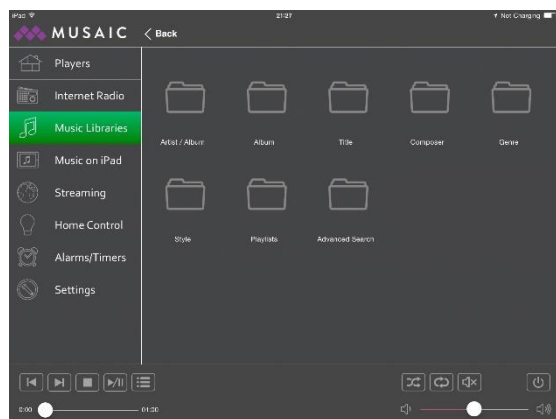 iPad
21:27
Not Charging
MUSAIC
Back
Players
Internet Radio
Music Libraries
Music on iPad
Streaming
Home Control
Alarms/Timers
Settings
Artist / Album
Album
Title
Composer
Genre
Style
Playlists
Advanced Search
0:00
01:30